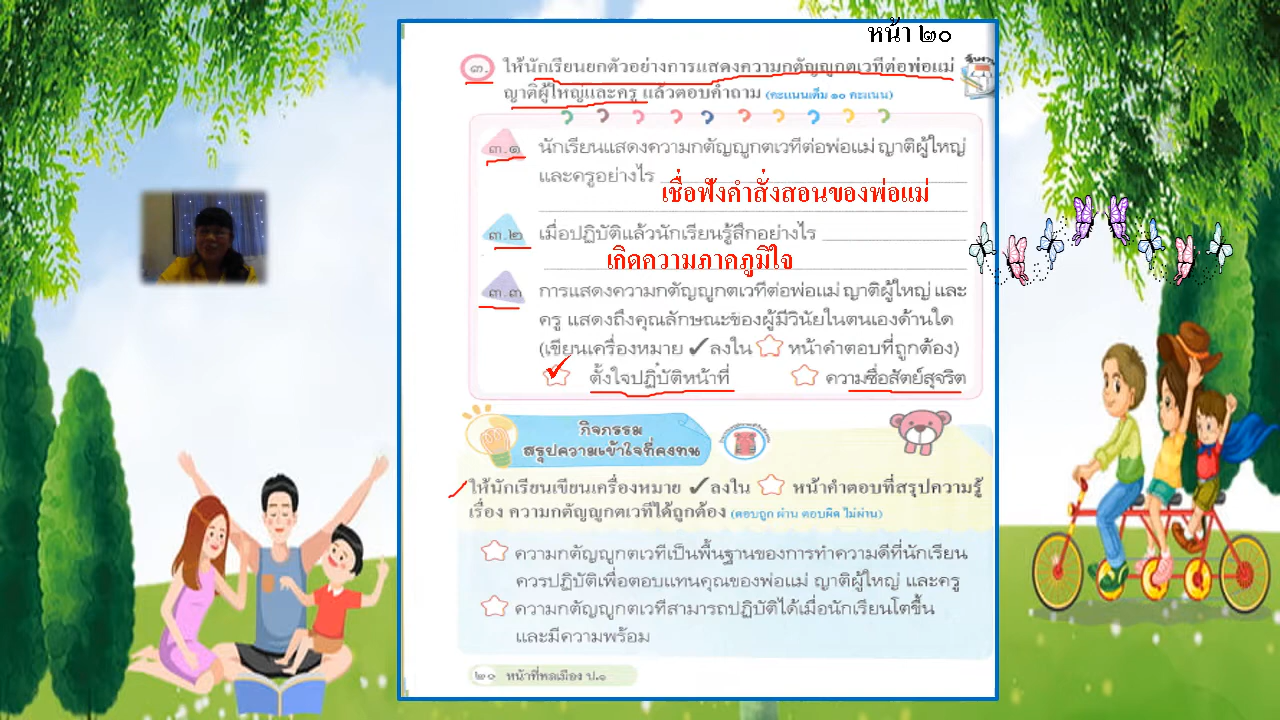 หน้า ๒๐
๓. ให้นักเรียนยกตัวอย่างการแสดงความกตัญญูกตเวทีต่อพ่อแม่
ญาติผู้ใหญ่และครู แล้วตอบคำถาม (คะแนนเต็ม ๑๐ คะแนน)
๓.๑ นักเรียนแสดงความกตัญญูกตเวทีต่อพ่อแม่ ญาติผู้ใหญ่
และครูอย่างไร
เชื่อฟังคำสั่งสอนของพ่อแม่
๓.๒ เมื่อปฏิบัติแล้วนักเรียนรู้สึกอย่างไร
เกิดความภาคภูมิใจ
๓.๓ การแสดงความกตัญญูกตเวทีต่อพ่อแม่ ญาติผู้ใหญ่ และ
ครู แสดงถึงคุณลักษณะของผู้มีวินัยในตนเองด้านใด
(เขียนเครื่องหมาย ✓ ลงใน ☆ หน้าคำตอบที่ถูกต้อง)
✓ ตั้งใจปฏิบัติหน้าที่ ☆ ความซื่อสัตย์สุจริต
กิจกรรม
สรุปความเข้าใจที่คงทน
ให้นักเรียนเขียนเครื่องหมาย ✓ ลงใน ☆ หน้าคำตอบที่สรุปความรู้
เรื่อง ความกตัญญูกตเวทีได้ถูกต้อง (ตอบถูก ผ่าน ตอบผิด ไม่ผ่าน)
☆ ความกตัญญูกตเวทีเป็นพื้นฐานของการทำความดีที่นักเรียน
ควรปฏิบัติเพื่อตอบแทนคุณของพ่อแม่ ญาติผู้ใหญ่ และครู
☆ ความกตัญญูกตเวทีสามารถปฏิบัติได้เมื่อนักเรียนโตขึ้น
และมีความพร้อม
๒๐ หน้าที่พลเมือง ป.๑